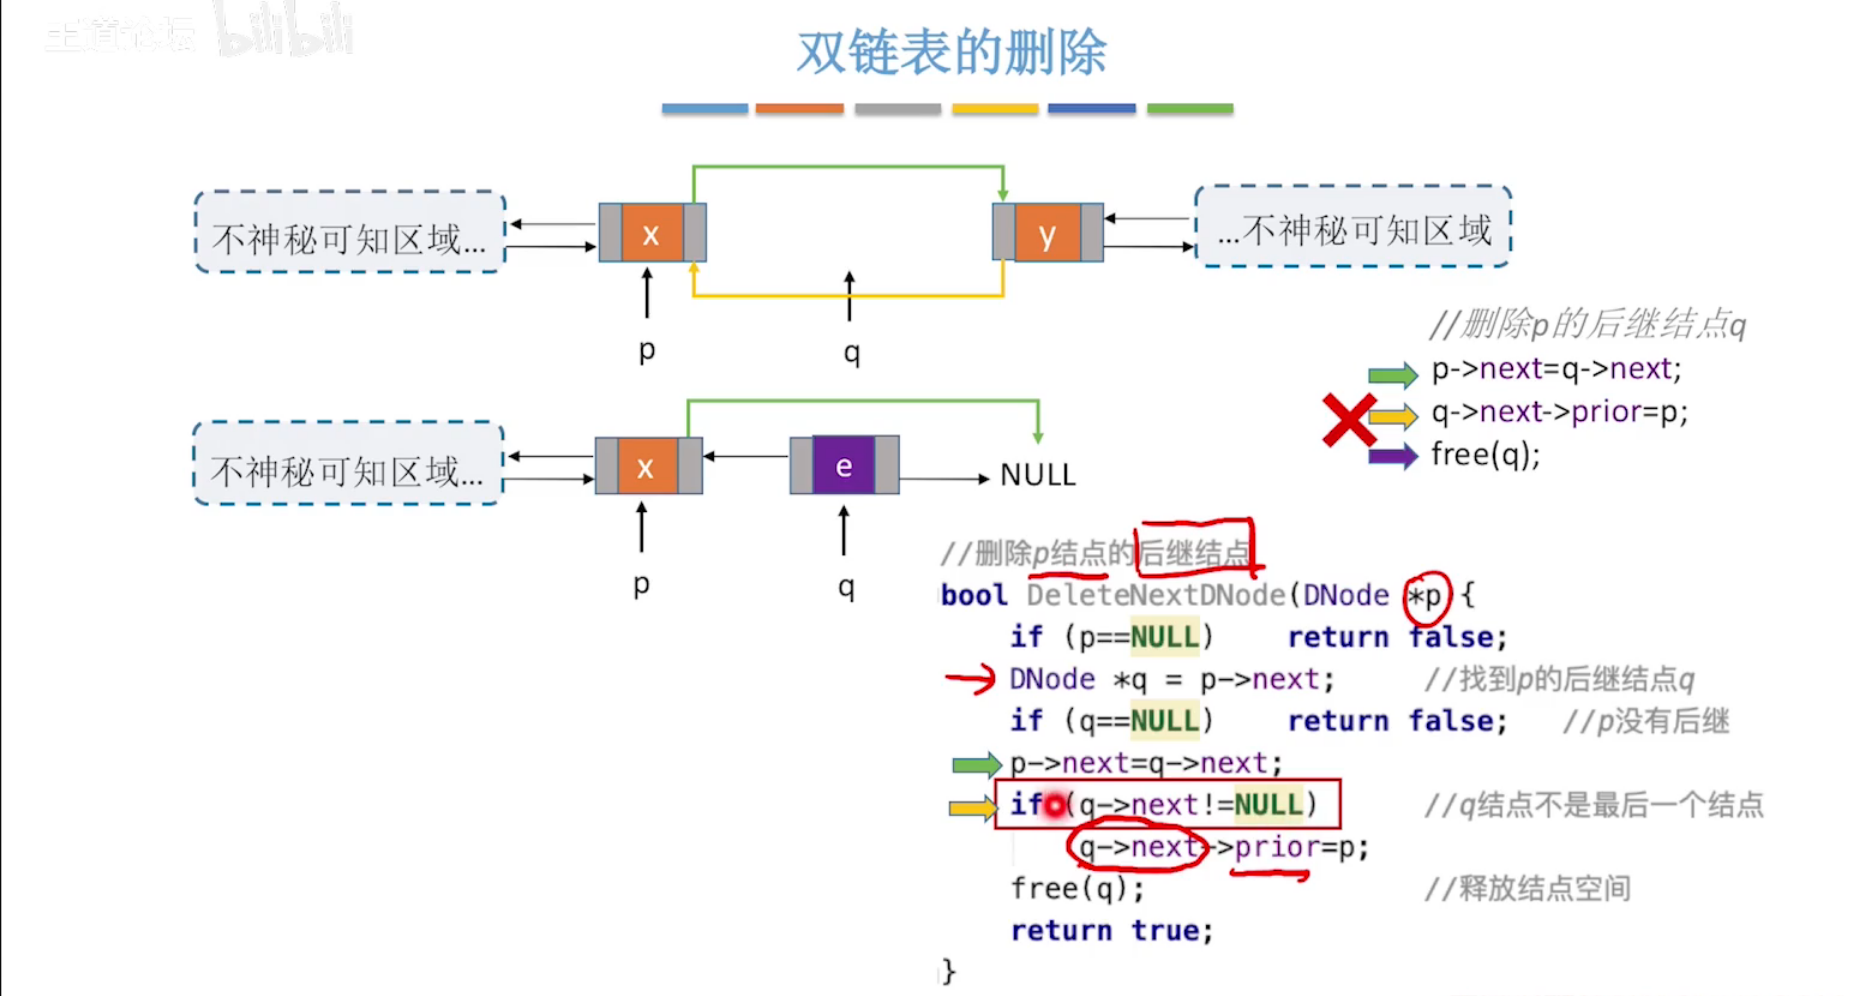 王道论坛 bilibili
双链表的删除
不神秘可知区域...
x
y
...不神秘可知区域
p
q
//删除p的后继结点q
p->next=q->next;
q->next->prior=p;
free(q);
不神秘可知区域...
x
e
NULL
p
q
//删除p结点的后继结点
bool DeleteNextDNode(DNode *p) {
if (p==NULL) return false;
DNode *q = p->next; //找到p的后继结点q
if (q==NULL) return false; //p没有后继
p->next=q->next;
if (q->next!=NULL) //q结点不是最后一个结点
q->next->prior=p;
free(q); //释放结点空间
return true;
}